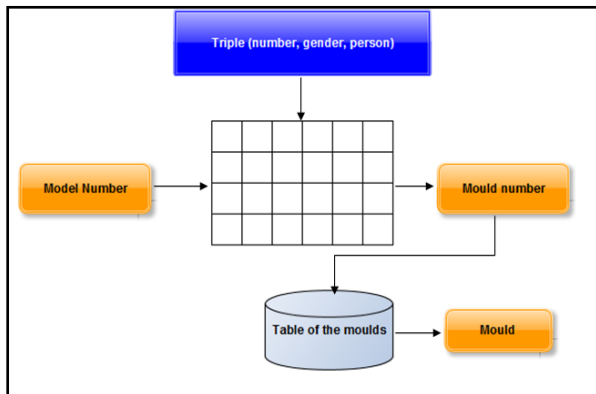 Triple (number, gender, person)
Model Number
Mould number
Table of the moulds
Mould